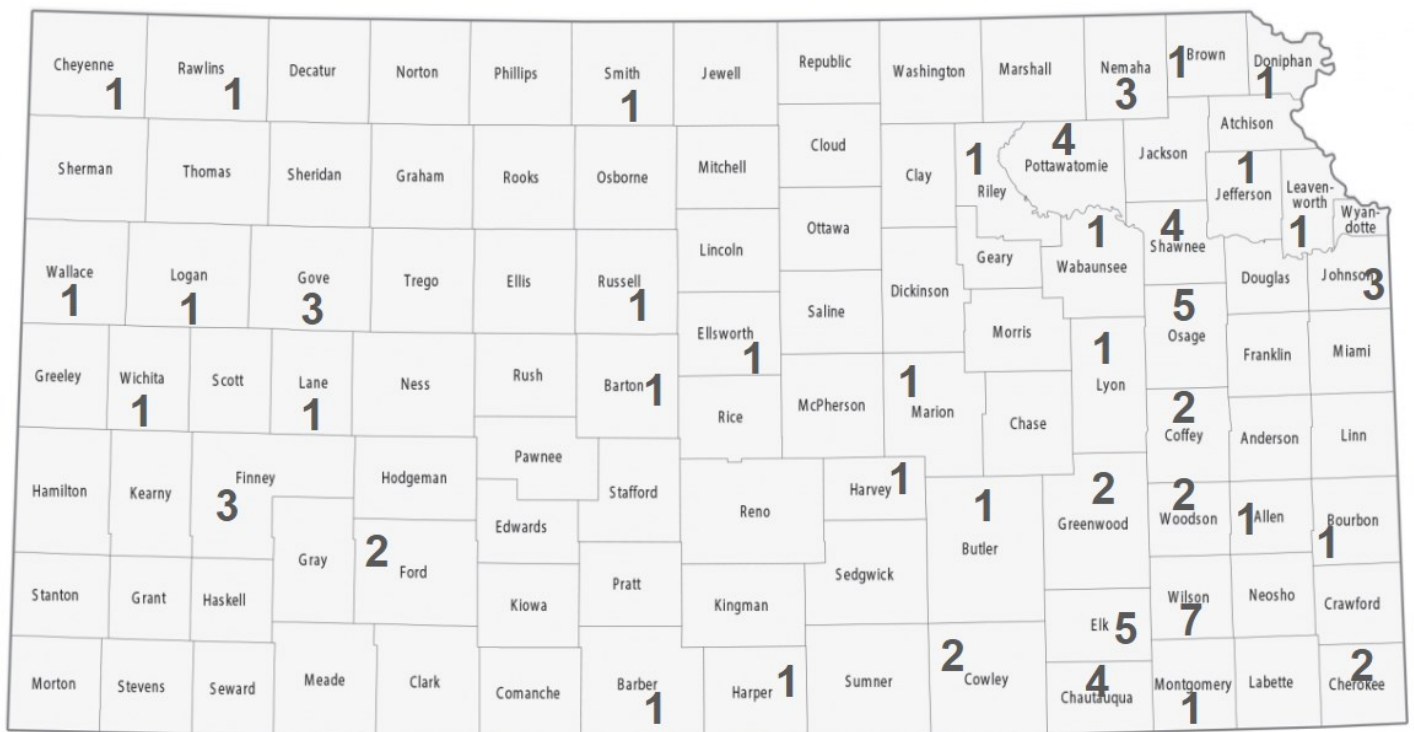 Cheyenne
1
Rawlins
1
Decatur
Norton
Phillips
Smith
1
Jewell
Republic
Washington
Marshall
Nemaha
3
1
Brown
Doniphan
1
Sherman
Thomas
Sheridan
Graham
Rooks
Osborne
Mitchell
Cloud
Clay
1
Riley
4
Pottawatomie
Jackson
Atchison
1
Jefferson
Leaven-
worth
1
Wyan-
dotte
Lincoln
Ottawa
Geary
1
Wabaunsee
4
Shawnee
Wallace
1
Logan
1
Gove
3
Trego
Ellis
Russell
1
Ellsworth
1
Saline
Dickinson
Morris
5
Osage
Douglas
Johnson
3
Greeley
Wichita
1
Scott
Lane
1
Ness
Rush
Barton
1
Rice
McPherson
1
Marion
Chase
1
Lyon
2
Coffey
Franklin
Miami
Anderson
Linn
Hamilton
Kearny
Finney
3
Hodgeman
Pawnee
Stafford
Edwards
Reno
Harvey
1
1
Butler
2
Greenwood
2
Woodson
1
Allen
Bourbon
1
Gray
2
Ford
Stanton
Grant
Haskell
Kiowa
Pratt
Kingman
Sedgwick
Elk
5
Wilson
7
Neosho
Crawford
Morton
Stevens
Seward
Meade
Clark
Comanche
Barber
1
Harper
1
Sumner
2
Cowley
4
Chautauqua
Montgomery
1
Labette
2
Cherokee